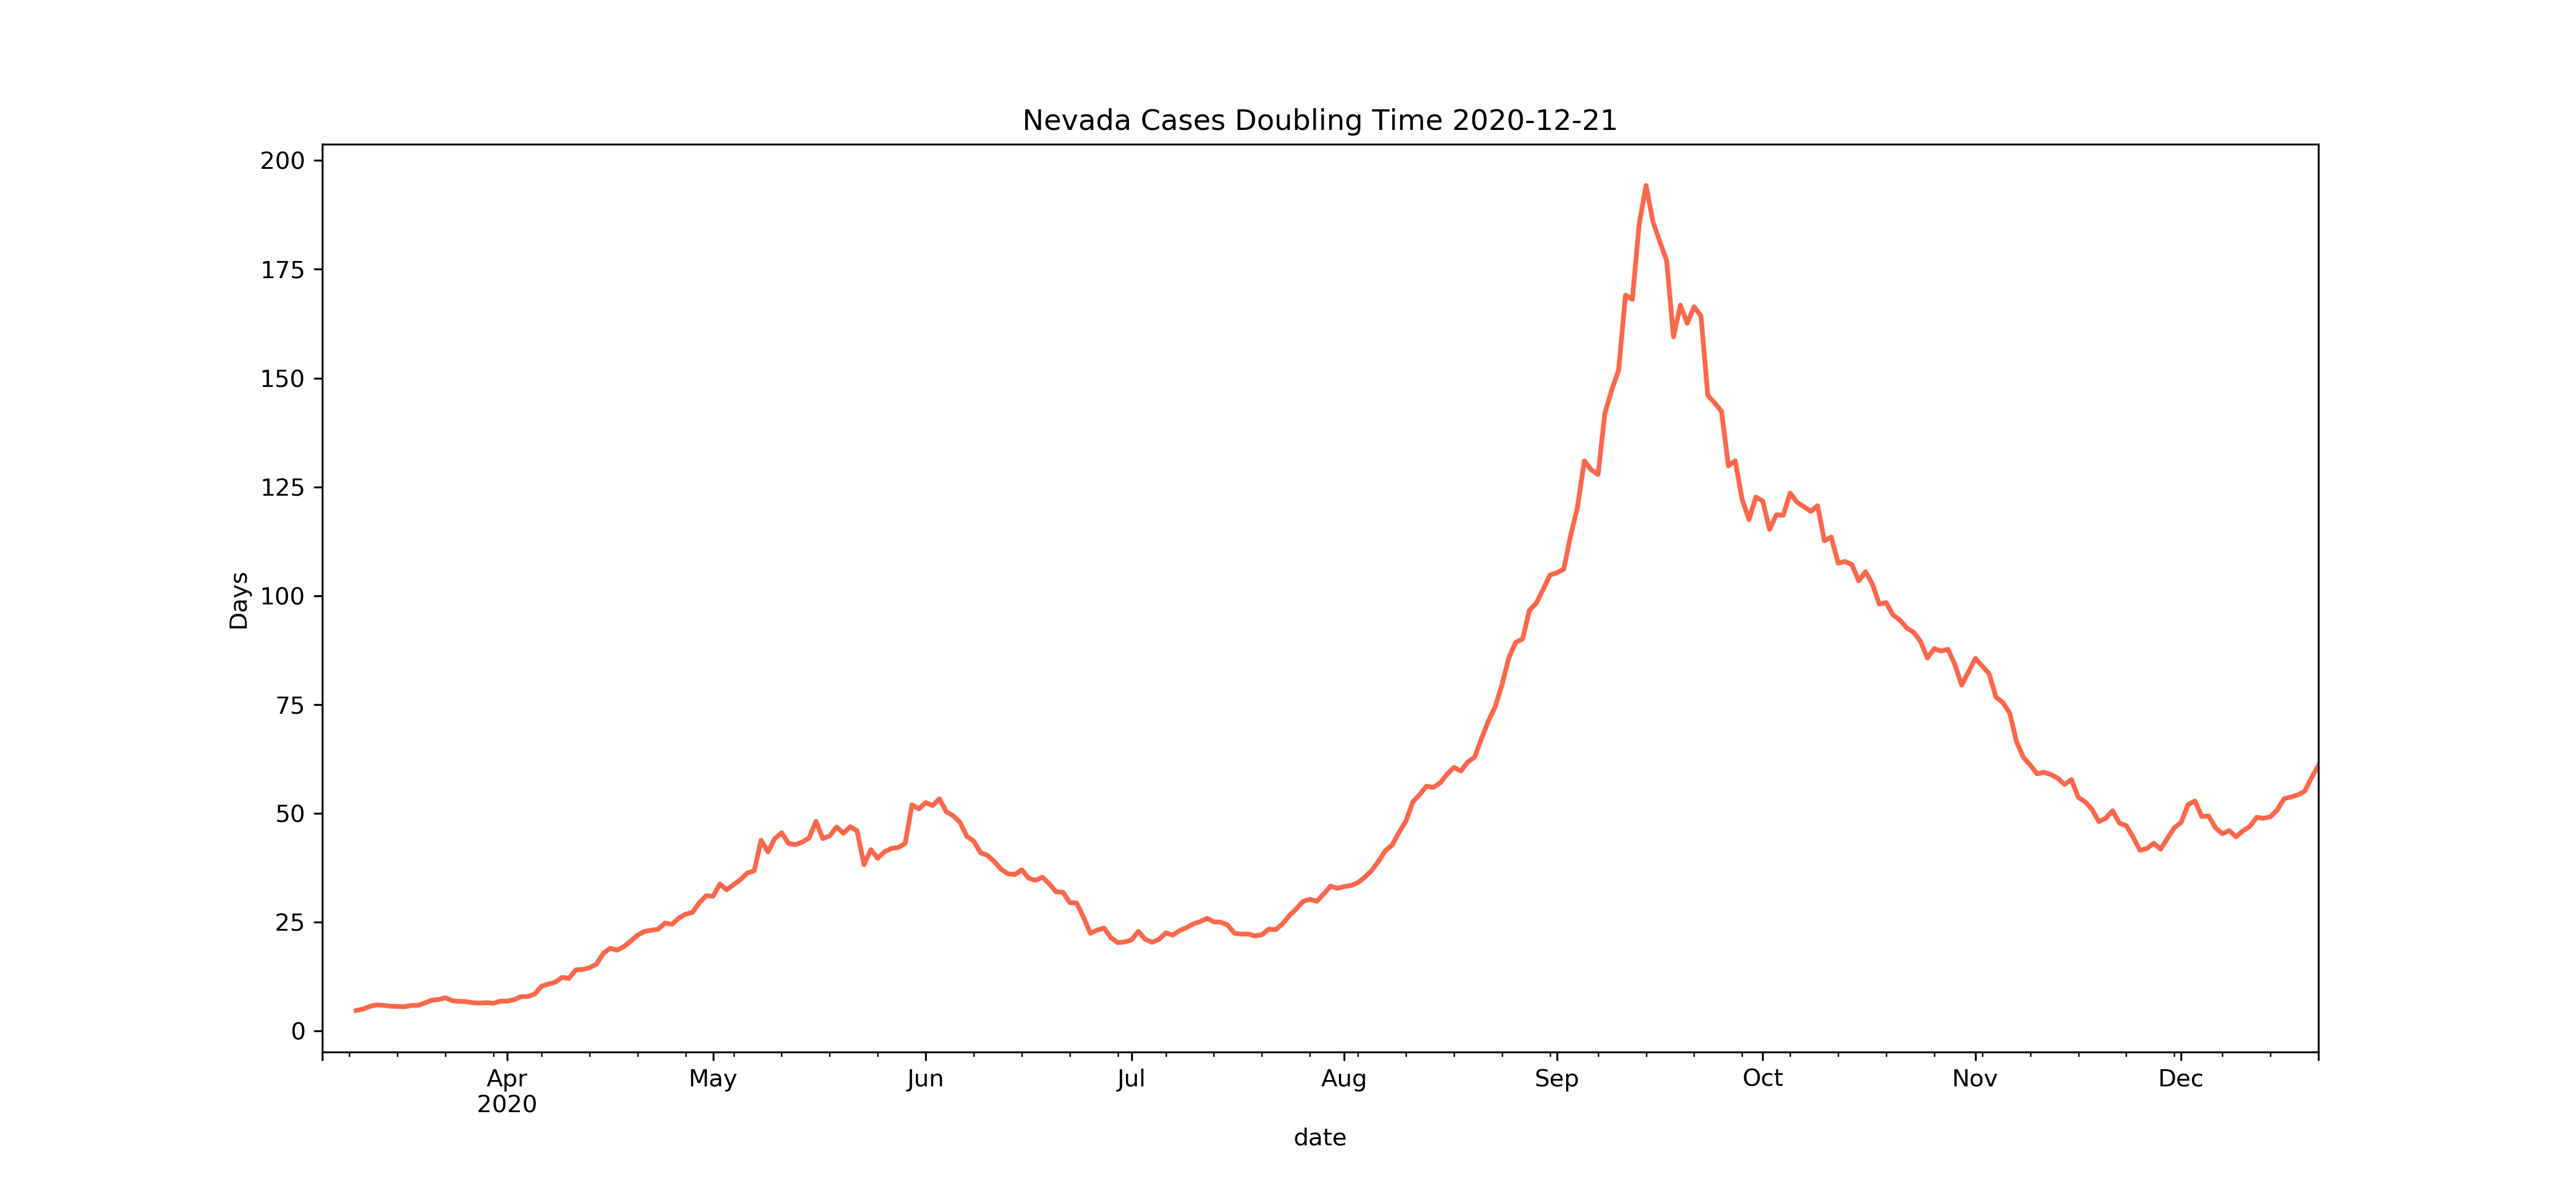 Nevada Cases Doubling Time 2020-12-21
200
175
150
125
100
75
50
25
0
Days
Apr May Jun Jul Aug Sep Oct Nov Dec
2020
date